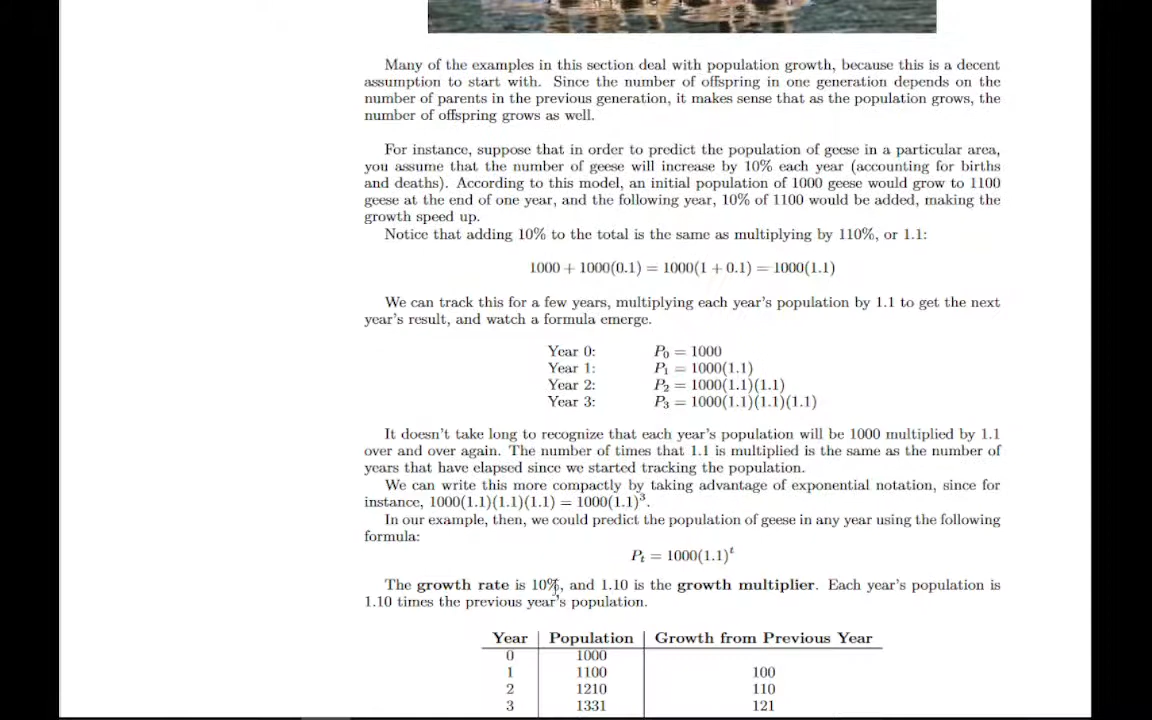 Many of the examples in this section deal with population growth, because this is a decent
assumption to start with. Since the number of offspring in one generation depends on the
number of parents in the previous generation, it makes sense that as the population grows, the
number of offspring grows as well.
For instance, suppose that in order to predict the population of geese in a particular area,
you assume that the number of geese will increase by 10% each year (accounting for births
and deaths). According to this model, an initial population of 1000 geese would grow to 1100
geese at the end of one year, and the following year, 10% of 1100 would be added, making the
growth speed up.
Notice that adding 10% to the total is the same as multiplying by 110%, or 1.1:
1000 + 1000(0.1) = 1000(1 + 0.1) = 1000(1.1)
We can track this for a few years, multiplying each year's population by 1.1 to get the next
year's result, and watch a formula emerge.
Year 0: P₀ = 1000
Year 1: P₁ = 1000(1.1)
Year 2: P₂ = 1000(1.1)(1.1)
Year 3: P₃ = 1000(1.1)(1.1)(1.1)
It doesn't take long to recognize that each year's population will be 1000 multiplied by 1.1
over and over again. The number of times that 1.1 is multiplied is the same as the number of
years that have elapsed since we started tracking the population.
We can write this more compactly by taking advantage of exponential notation, since for
instance, 1000(1.1)(1.1)(1.1) = 1000(1.1)³.
In our example, then, we could predict the population of geese in any year using the following
formula:
Pₜ = 1000(1.1)ᵗ
The growth rate is 10%, and 1.10 is the growth multiplier. Each year's population is
1.10 times the previous year's population.
Year Population Growth from Previous Year
0 1000
1 1100 100
2 1210 110
3 1331 121